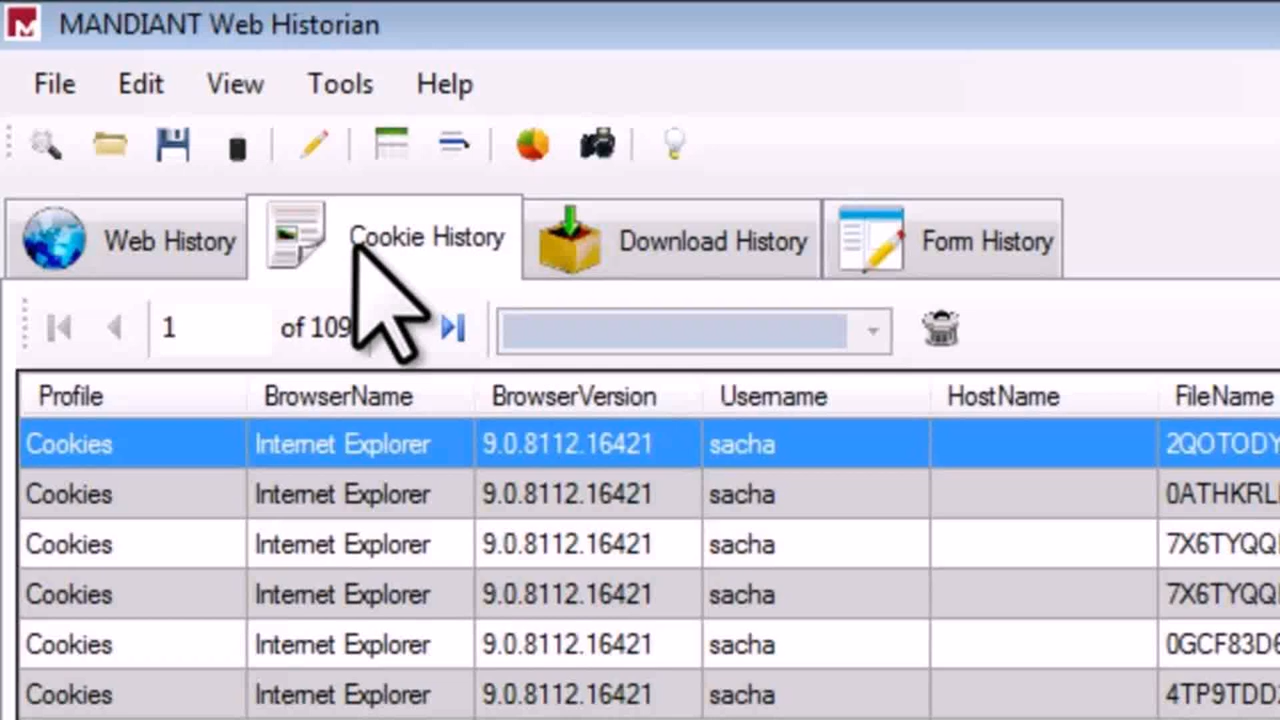 MANDIANT Web Historian
File Edit View Tools Help
Web History Cookie History Download History Form History
1 of 109
Profile BrowserName BrowserVersion Username HostName FileName
Cookies Internet Explorer 9.0.8112.16421 sacha 2QOTODY
Cookies Internet Explorer 9.0.8112.16421 sacha 0ATHKRL
Cookies Internet Explorer 9.0.8112.16421 sacha 7X6TYQQ
Cookies Internet Explorer 9.0.8112.16421 sacha 7X6TYQQ
Cookies Internet Explorer 9.0.8112.16421 sacha 0GCF83D6
Cookies Internet Explorer 9.0.8112.16421 sacha 4TP9TDD